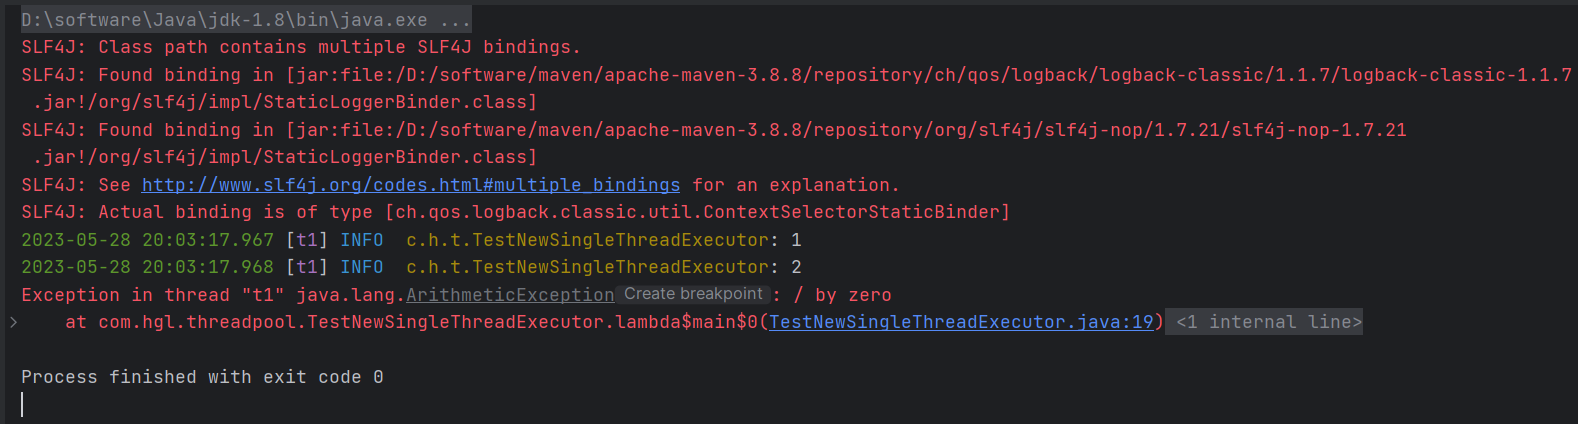 D:\software\Java\jdk-1.8\bin\java.exe ...
SLF4J: Class path contains multiple SLF4J bindings.
SLF4J: Found binding in [jar:file:/D:/software/maven/apache-maven-3.8.8/repository/ch/qos/logback/logback-classic/1.1.7/logback-classic-1.1.7
.jar!/org/slf4j/impl/StaticLoggerBinder.class]
SLF4J: Found binding in [jar:file:/D:/software/maven/apache-maven-3.8.8/repository/org/slf4j/slf4j-nop/1.7.21/slf4j-nop-1.7.21
.jar!/org/slf4j/impl/StaticLoggerBinder.class]
SLF4J: See http://www.slf4j.org/codes.html#multiple_bindings for an explanation.
SLF4J: Actual binding is of type [ch.qos.logback.classic.util.ContextSelectorStaticBinder]
2023-05-28 20:03:17.967 [t1] INFO  c.h.t.TestNewSingleThreadExecutor: 1
2023-05-28 20:03:17.968 [t1] INFO  c.h.t.TestNewSingleThreadExecutor: 2
Exception in thread "t1" java.lang.ArithmeticException Create breakpoint : / by zero
at com.hgl.threadpool.TestNewSingleThreadExecutor.lambda$main$0(TestNewSingleThreadExecutor.java:19) <1 internal line>
Process finished with exit code 0